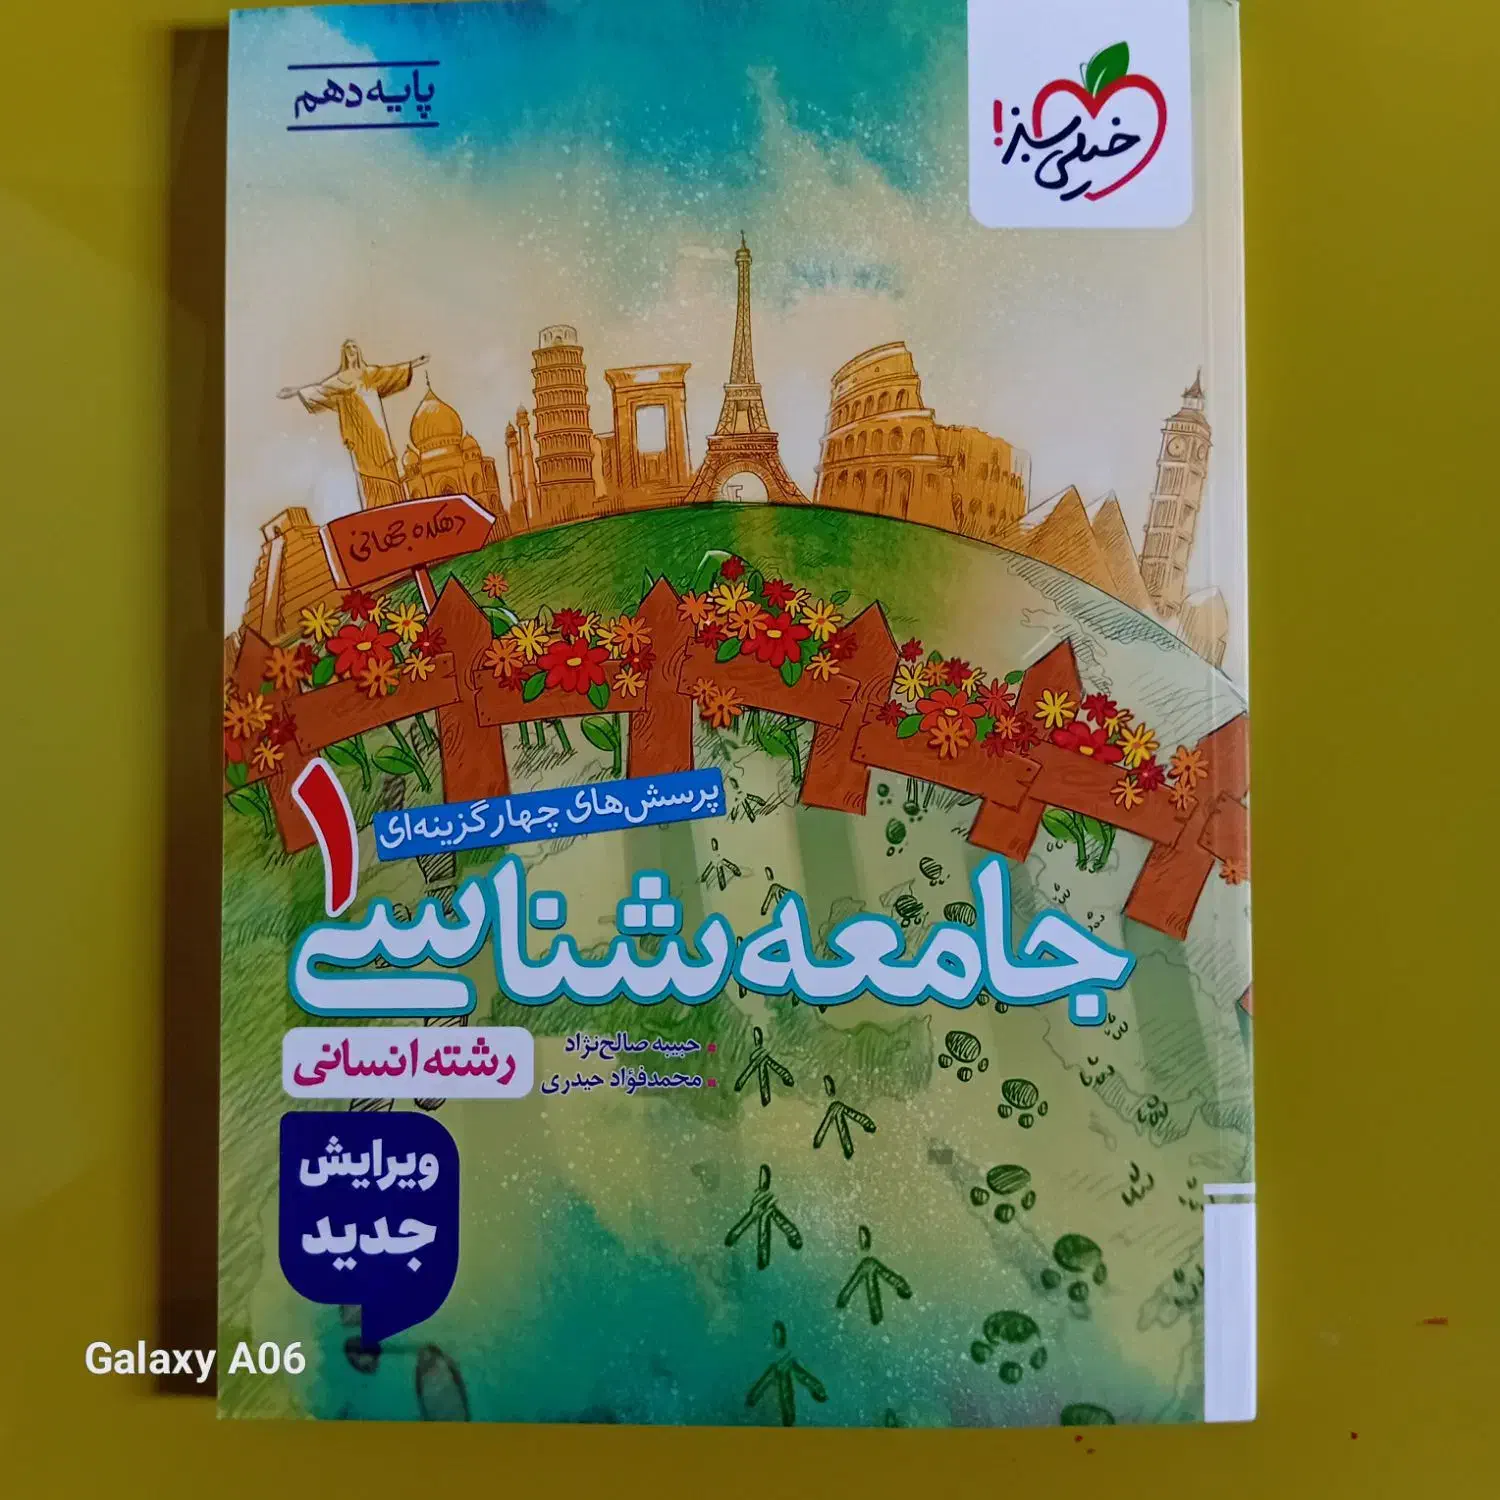 پایه دهم
خیلی سبز!
دهکده جهانی
پرسش‌های چهارگزینه‌ای
جامعه‌شناسی ۱
حبیبه صالح‌نژاد
محمدفؤاد حیدری
رشته انسانی
ویرایش
جدید
Galaxy A06